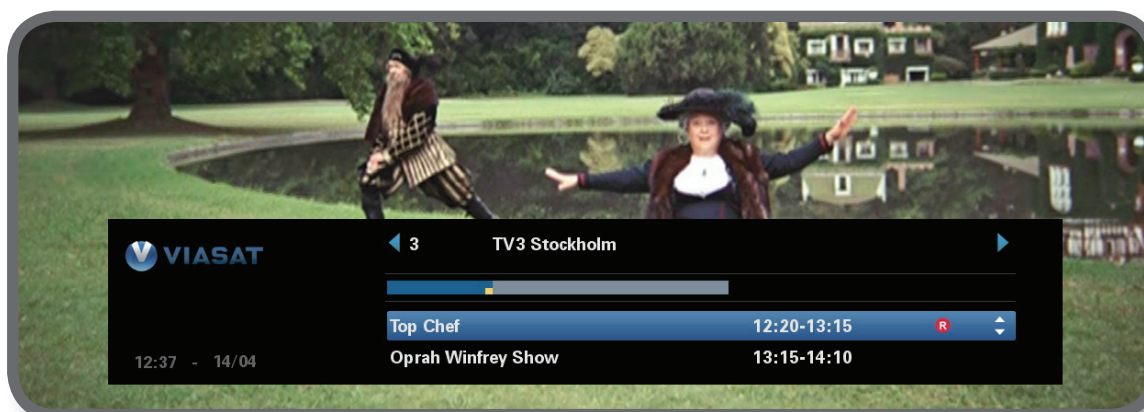 VIASAT
3 TV3 Stockholm
Top Chef 12:20-13:15 R
Oprah Winfrey Show 13:15-14:10
12:37 - 14/04